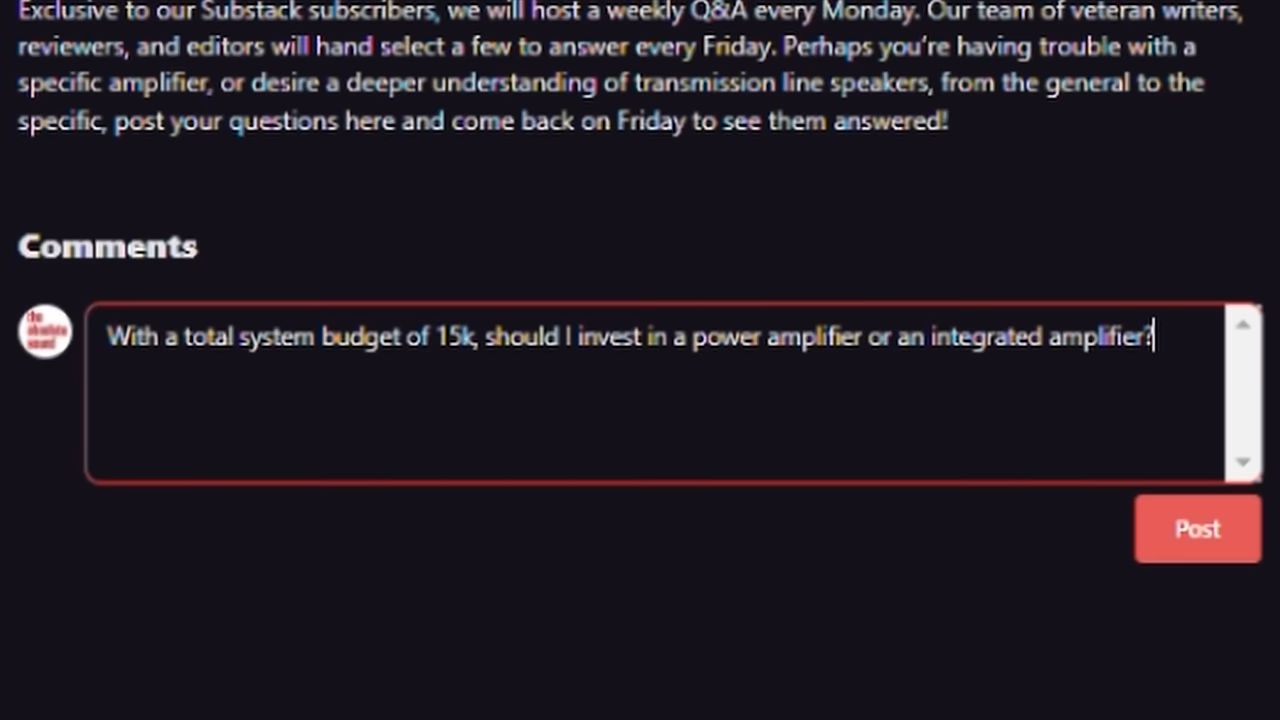 Exclusive to our Substack subscribers, we will host a weekly Q&A every Monday. Our team of veteran writers,
reviewers, and editors will hand select a few to answer every Friday. Perhaps you're having trouble with a
specific amplifier, or desire a deeper understanding of transmission line speakers, from the general to the
specific, post your questions here and come back on Friday to see them answered!
Comments
the
absolute
sound
With a total system budget of 15k, should I invest in a power amplifier or an integrated amplifier?
Post